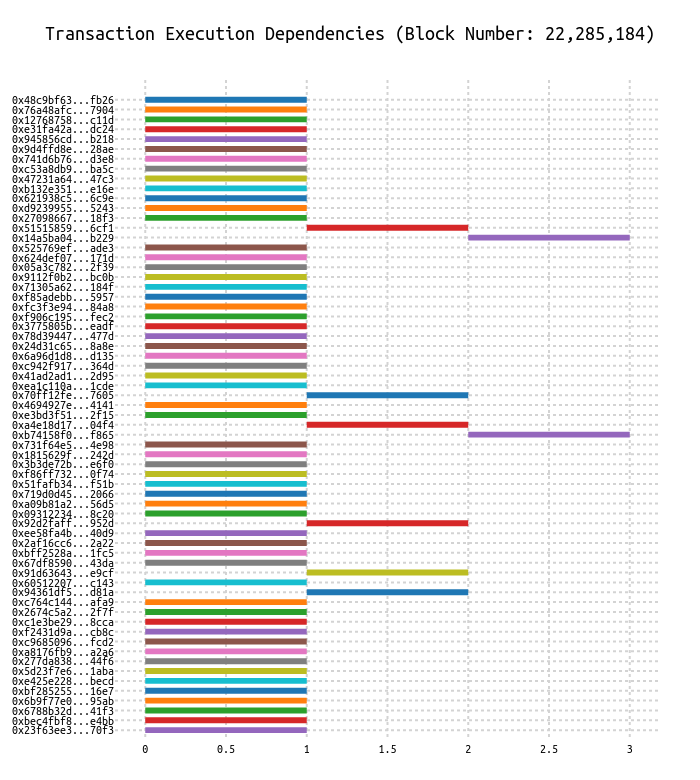 Transaction Execution Dependencies (Block Number: 22,285,184)
0x48c9bf63...fb26
0x76a48afc...7904
0x12768758...c11d
0xe31fa42a...dc24
0x945856cd...b218
0x9d4ffd8e...28ae
0x741d6b76...d3e8
0xc53a8db9...ba5c
0x47231a64...47c3
0xb132e351...e16e
0x621938c5...6c9e
0xd9239955...5243
0x27098667...18f3
0x51515859...6cf1
0x14a5ba04...b229
0x525769ef...ade3
0x624def07...171d
0x05a3c782...2f39
0x9112f0b2...bc0b
0x71305a62...184f
0xf85adebb...5957
0xfc3f3e94...84a8
0xf906c195...fec2
0x3775805b...eadf
0x78d39447...477d
0x24d31c65...8a8e
0x6a96d1d8...d135
0xc942f917...364d
0x41ad2ad1...2d95
0xea1c110a...1cde
0x70ff12fe...7605
0x4694927e...4141
0xe3bd3f51...2f15
0xa4e18d17...04f4
0xb74158f0...f865
0x731f64e5...4e98
0x1815629f...242d
0x3b3de72b...e6f0
0xf86ff732...0f74
0x51fafb34...f51b
0x719d0d45...2066
0xa09b81a2...56d5
0x09312234...8c20
0x92d2faff...952d
0xee58fa4b...40d9
0x2af16cc6...2a22
0xbff2528a...1fc5
0x67df8590...43da
0x91d63643...e9cf
0x60512207...c143
0x94361df5...d81a
0xc764c144...afa9
0x2674c5a2...2f7f
0xc1e3be29...8cca
0xf2431d9a...cb8c
0xc9685096...fcd2
0xa8176fb9...a2a6
0x277da838...44f6
0x5d23f7e6...1aba
0xe425e228...becd
0xbf285255...16e7
0x6b9f77e0...95ab
0x6788b32d...41f3
0xbec4fbf8...e4bb
0x23f63ee3...70f3
0 0.5 1 1.5 2 2.5 3